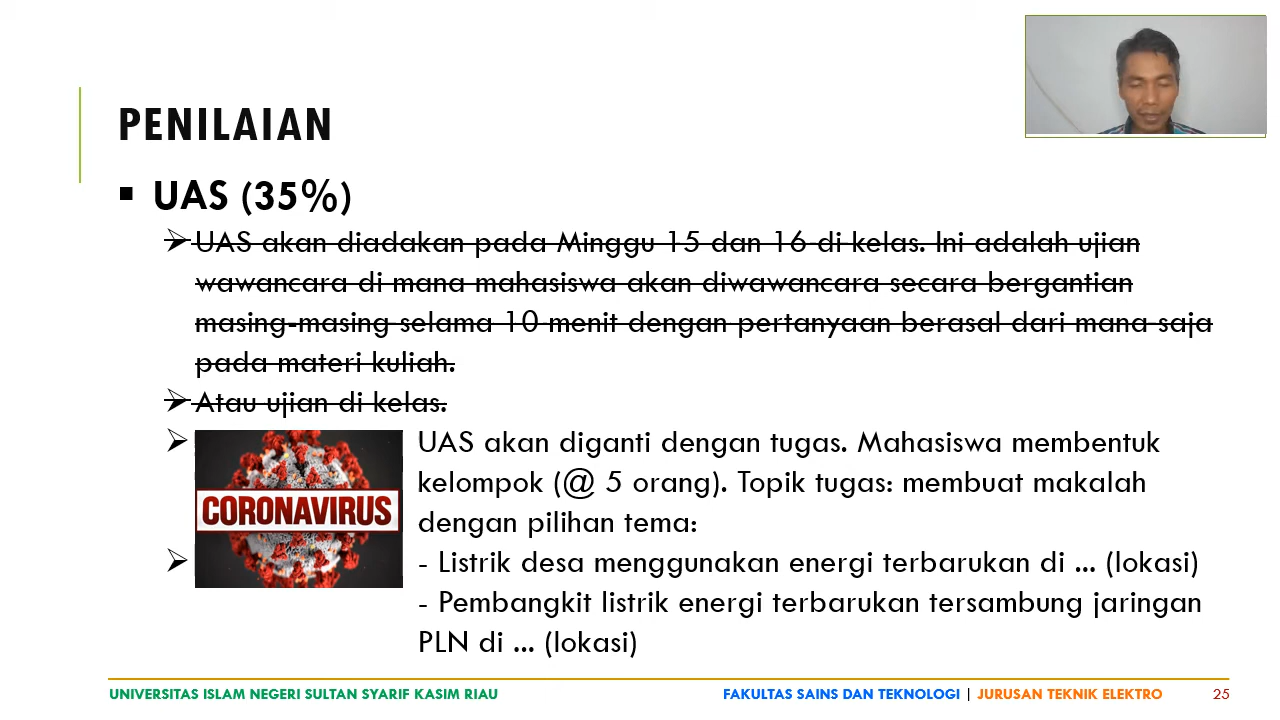 PENILAIAN
▪ UAS (35%)
➢ UAS akan diadakan pada Minggu 15 dan 16 di kelas. Ini adalah ujian
wawancara di mana mahasiswa akan diwawancara secara bergantian
masing-masing selama 10 menit dengan pertanyaan berasal dari mana saja
pada materi kuliah.
➢ Atau ujian di kelas.
➢ UAS akan diganti dengan tugas. Mahasiswa membentuk
kelompok (@ 5 orang). Topik tugas: membuat makalah
dengan pilihan tema:
CORONAVIRUS
➢ - Listrik desa menggunakan energi terbarukan di ... (lokasi)
- Pembangkit listrik energi terbarukan tersambung jaringan
PLN di ... (lokasi)
UNIVERSITAS ISLAM NEGERI SULTAN SYARIF KASIM RIAU
FAKULTAS SAINS DAN TEKNOLOGI | JURUSAN TEKNIK ELEKTRO
25